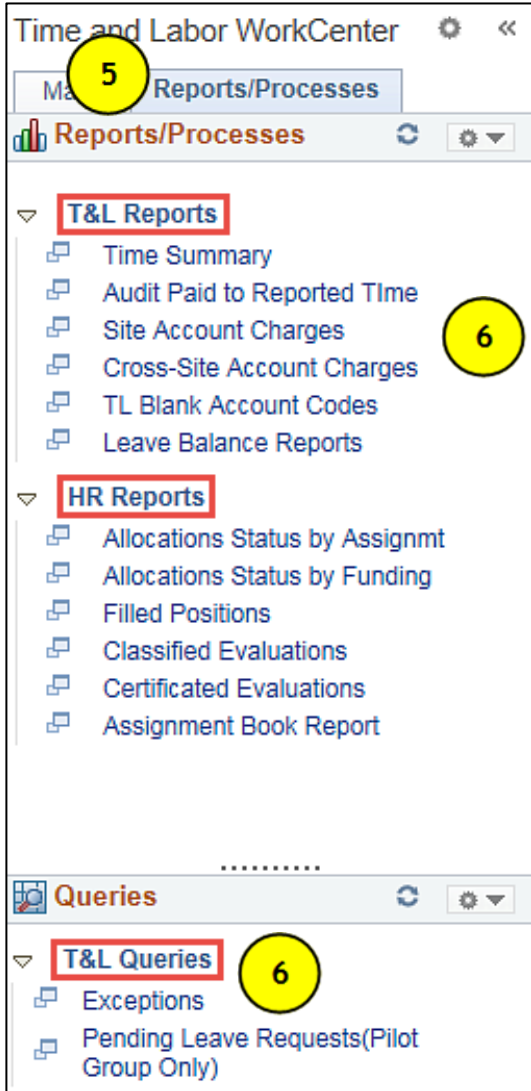 Time and Labor WorkCenter
5
Reports/Processes
Reports/Processes
T&L Reports
Time Summary
Audit Paid to Reported TIme
Site Account Charges
6
Cross-Site Account Charges
TL Blank Account Codes
Leave Balance Reports
HR Reports
Allocations Status by Assignmt
Allocations Status by Funding
Filled Positions
Classified Evaluations
Certificated Evaluations
Assignment Book Report
Queries
T&L Queries
6
Exceptions
Pending Leave Requests(Pilot
Group Only)